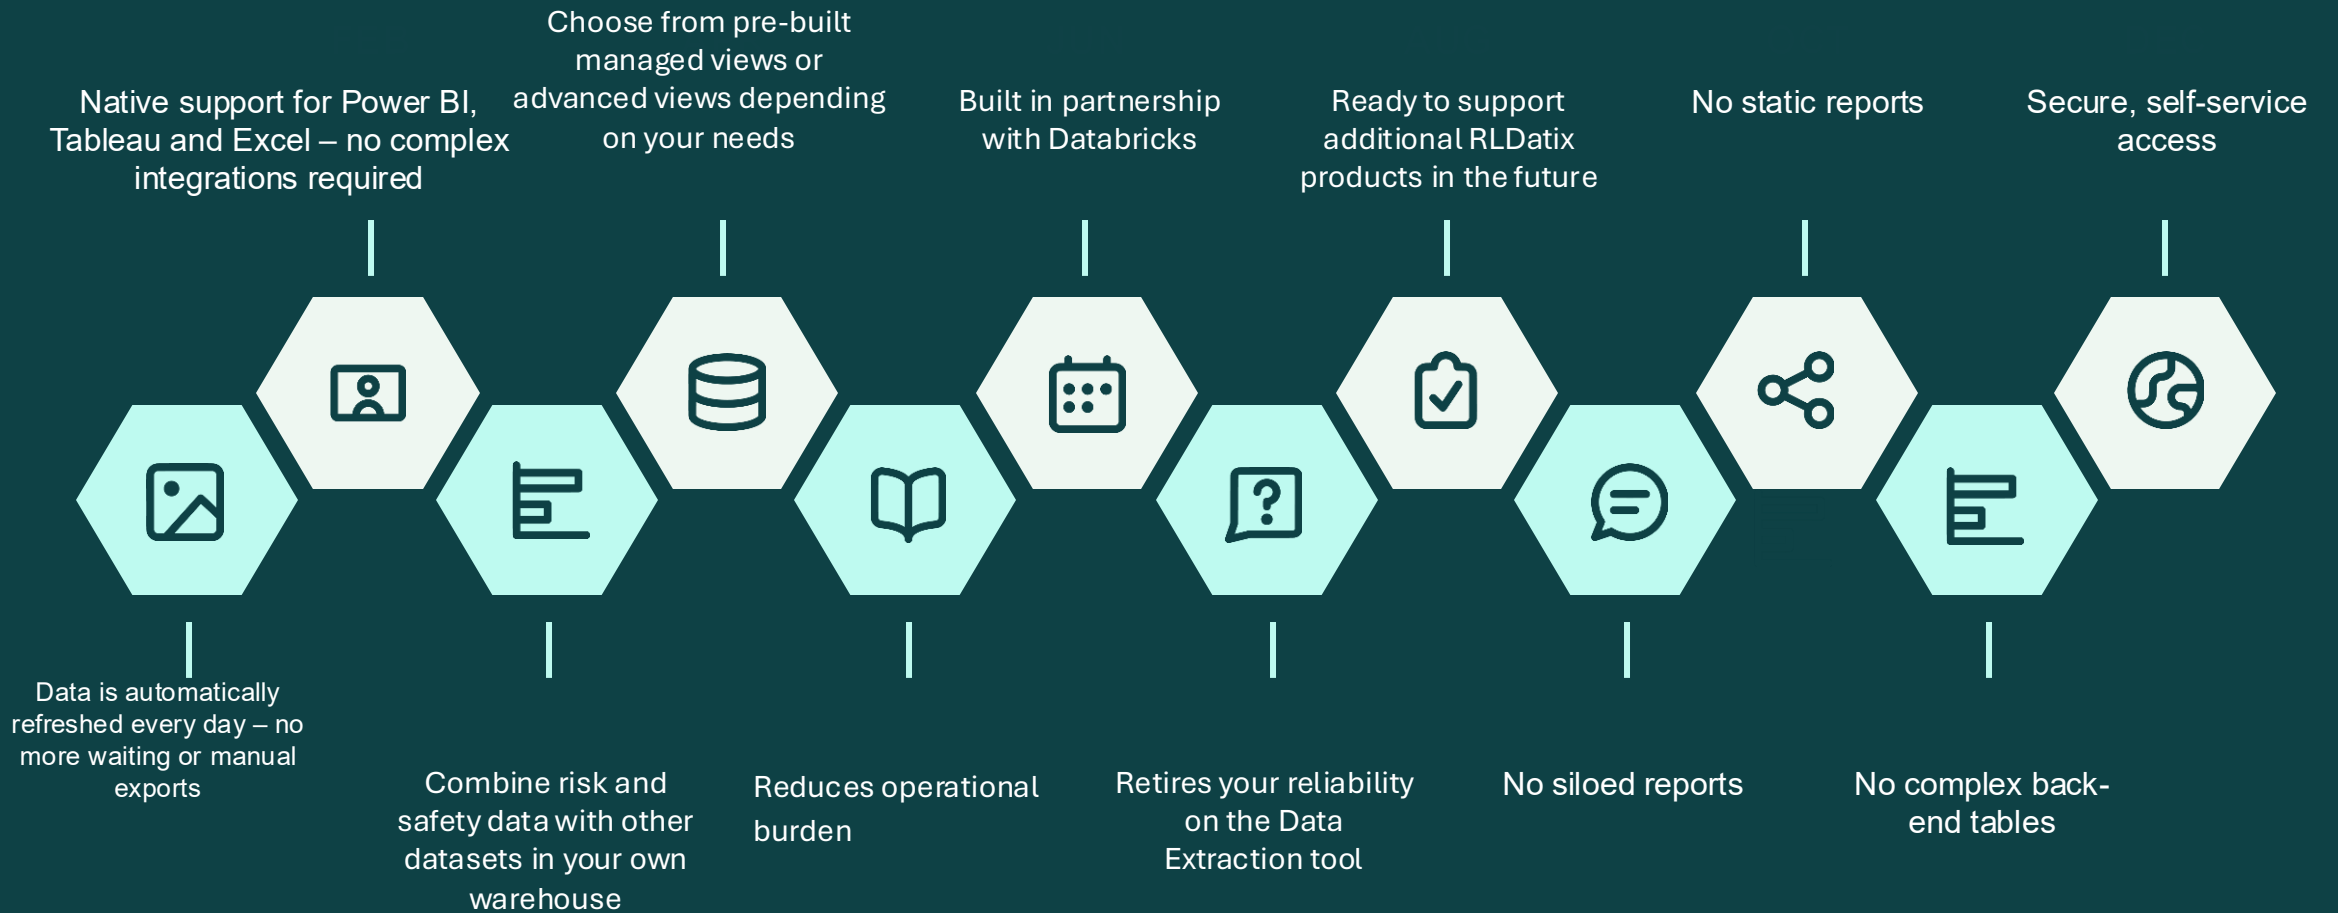 Choose from pre-built
managed views or
advanced views depending
on your needs
Native support for Power BI,
Tableau and Excel – no complex
integrations required
Built in partnership
with Databricks
Ready to support
additional RLDatix
products in the future
No static reports
Secure, self-service
access
Data is automatically
refreshed every day – no
more waiting or manual
exports
Combine risk and
safety data with other
datasets in your own
warehouse
Reduces operational
burden
Retires your reliability
on the Data
Extraction tool
No siloed reports
No complex back-
end tables